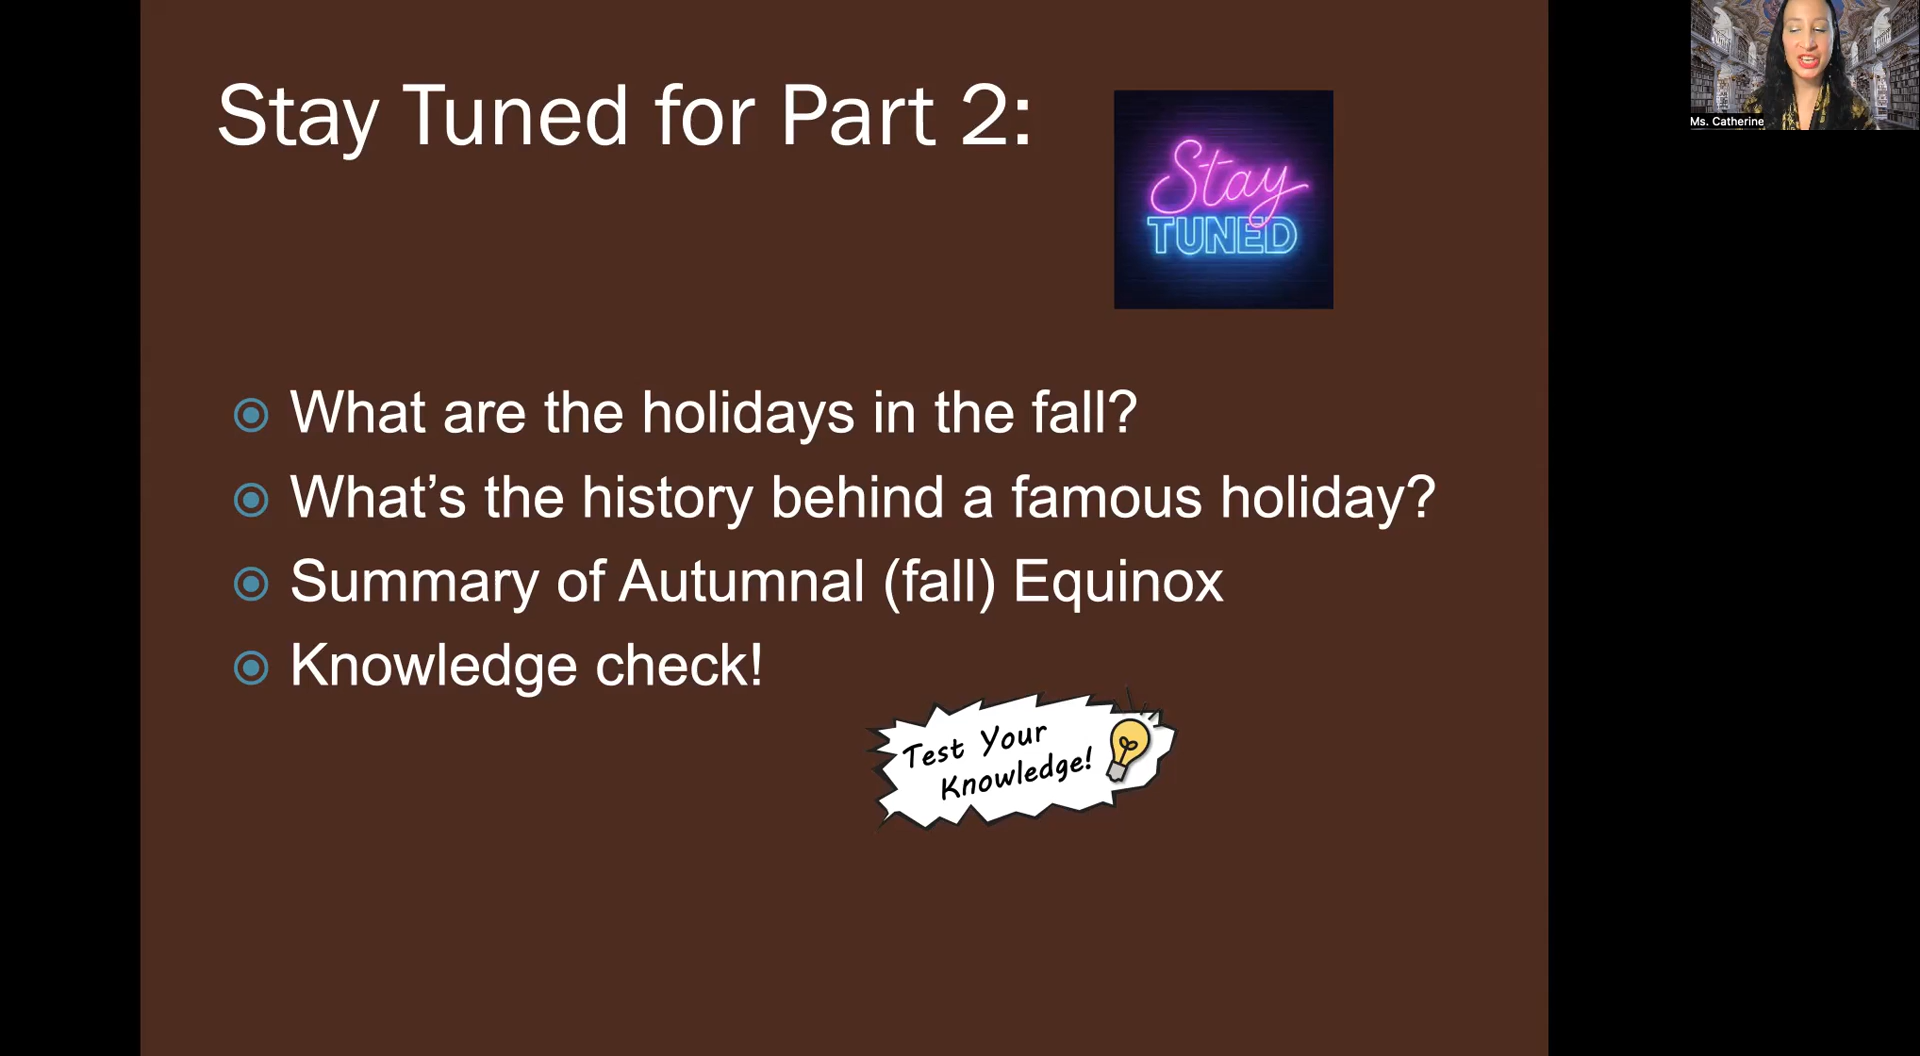 Stay Tuned for Part 2:
Stay
TUNED
Ms. Catherine
What are the holidays in the fall?
What’s the history behind a famous holiday?
Summary of Autumnal (fall) Equinox
Knowledge check!
Test Your
Knowledge!